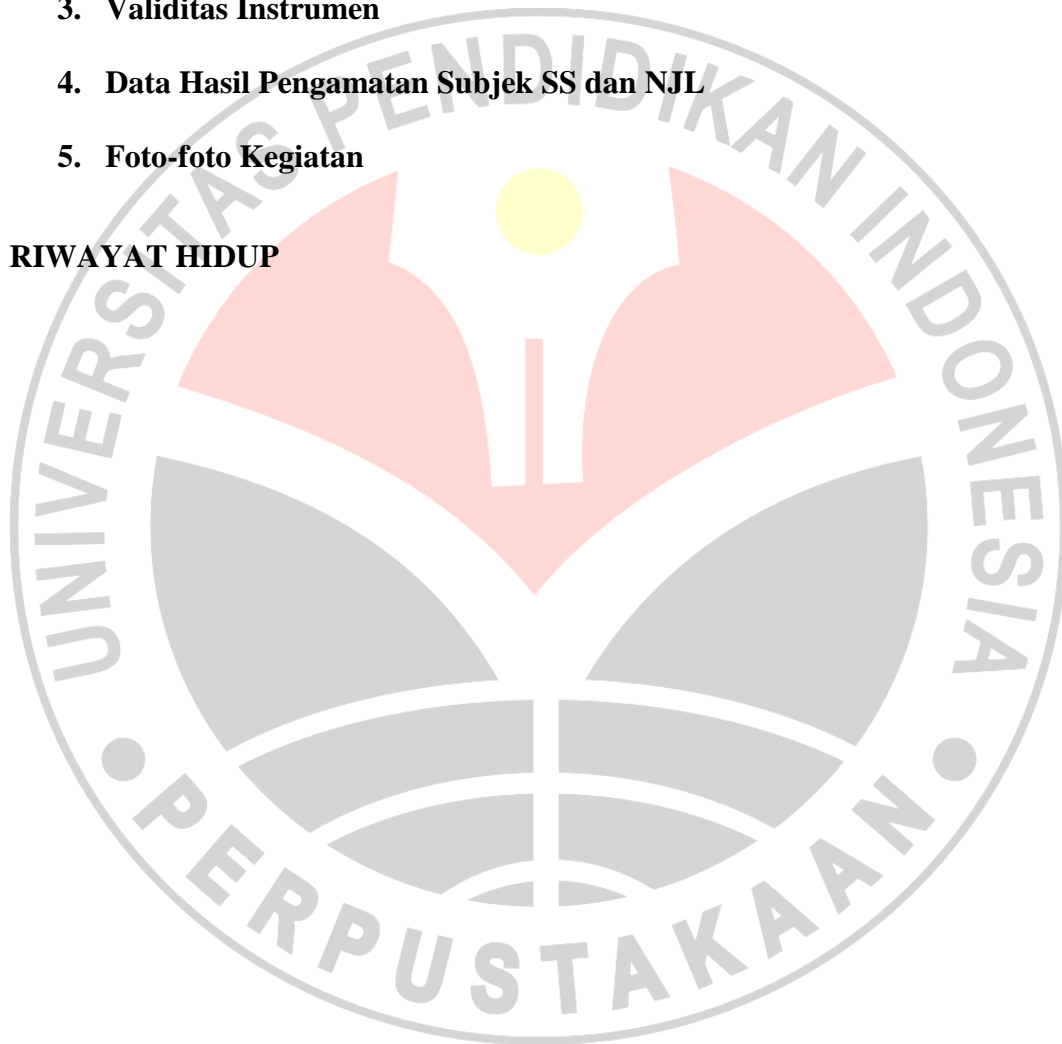 3. Validitas Instrumen
4. Data Hasil Pengamatan Subjek SS dan NJL
5. Foto-foto Kegiatan
RIWAYAT HIDUP
UNIVERSITAS PENDIDIKAN INDONESIA
PERPUSTAKAAN